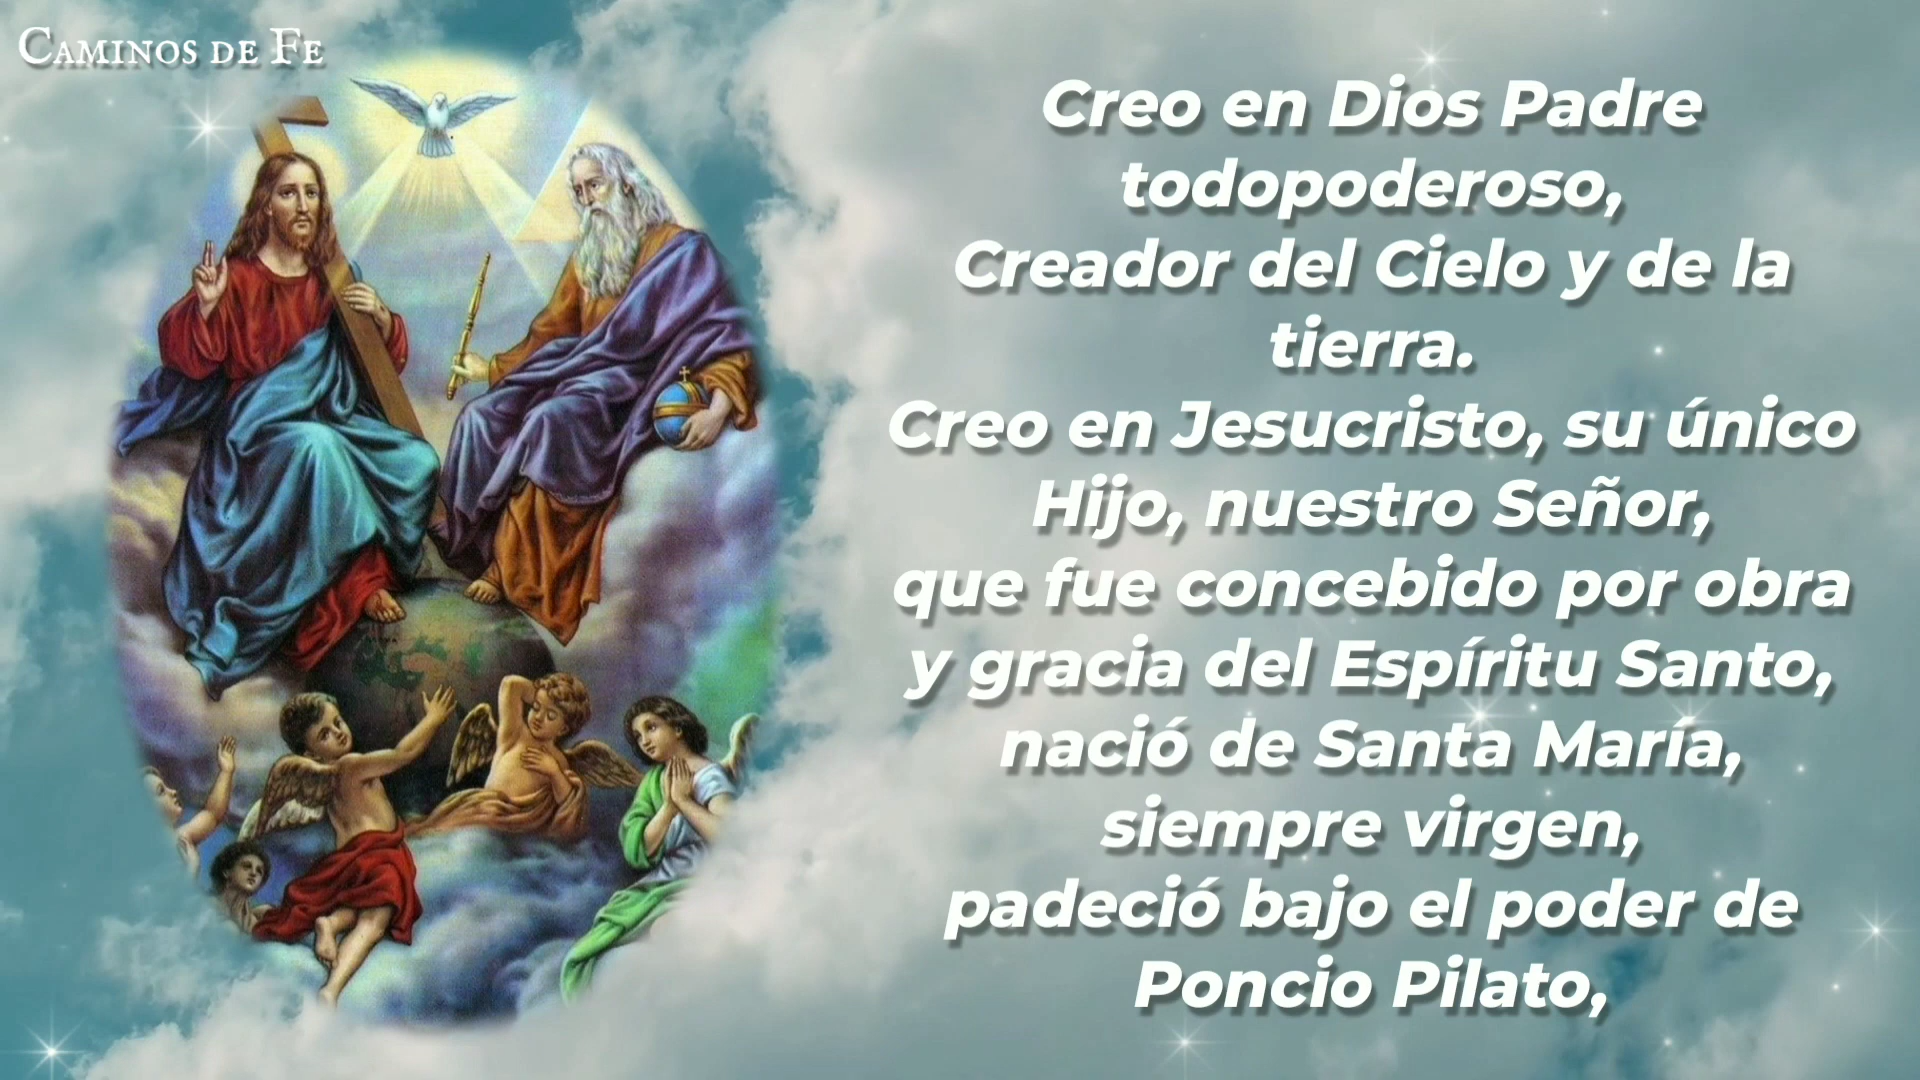 Caminos de Fe
Creo en Dios Padre
todopoderoso,
Creador del Cielo y de la
tierra.
Creo en Jesucristo, su único
Hijo, nuestro Señor,
que fue concebido por obra
y gracia del Espíritu Santo,
nació de Santa María,
siempre virgen,
padeció bajo el poder de
Poncio Pilato,